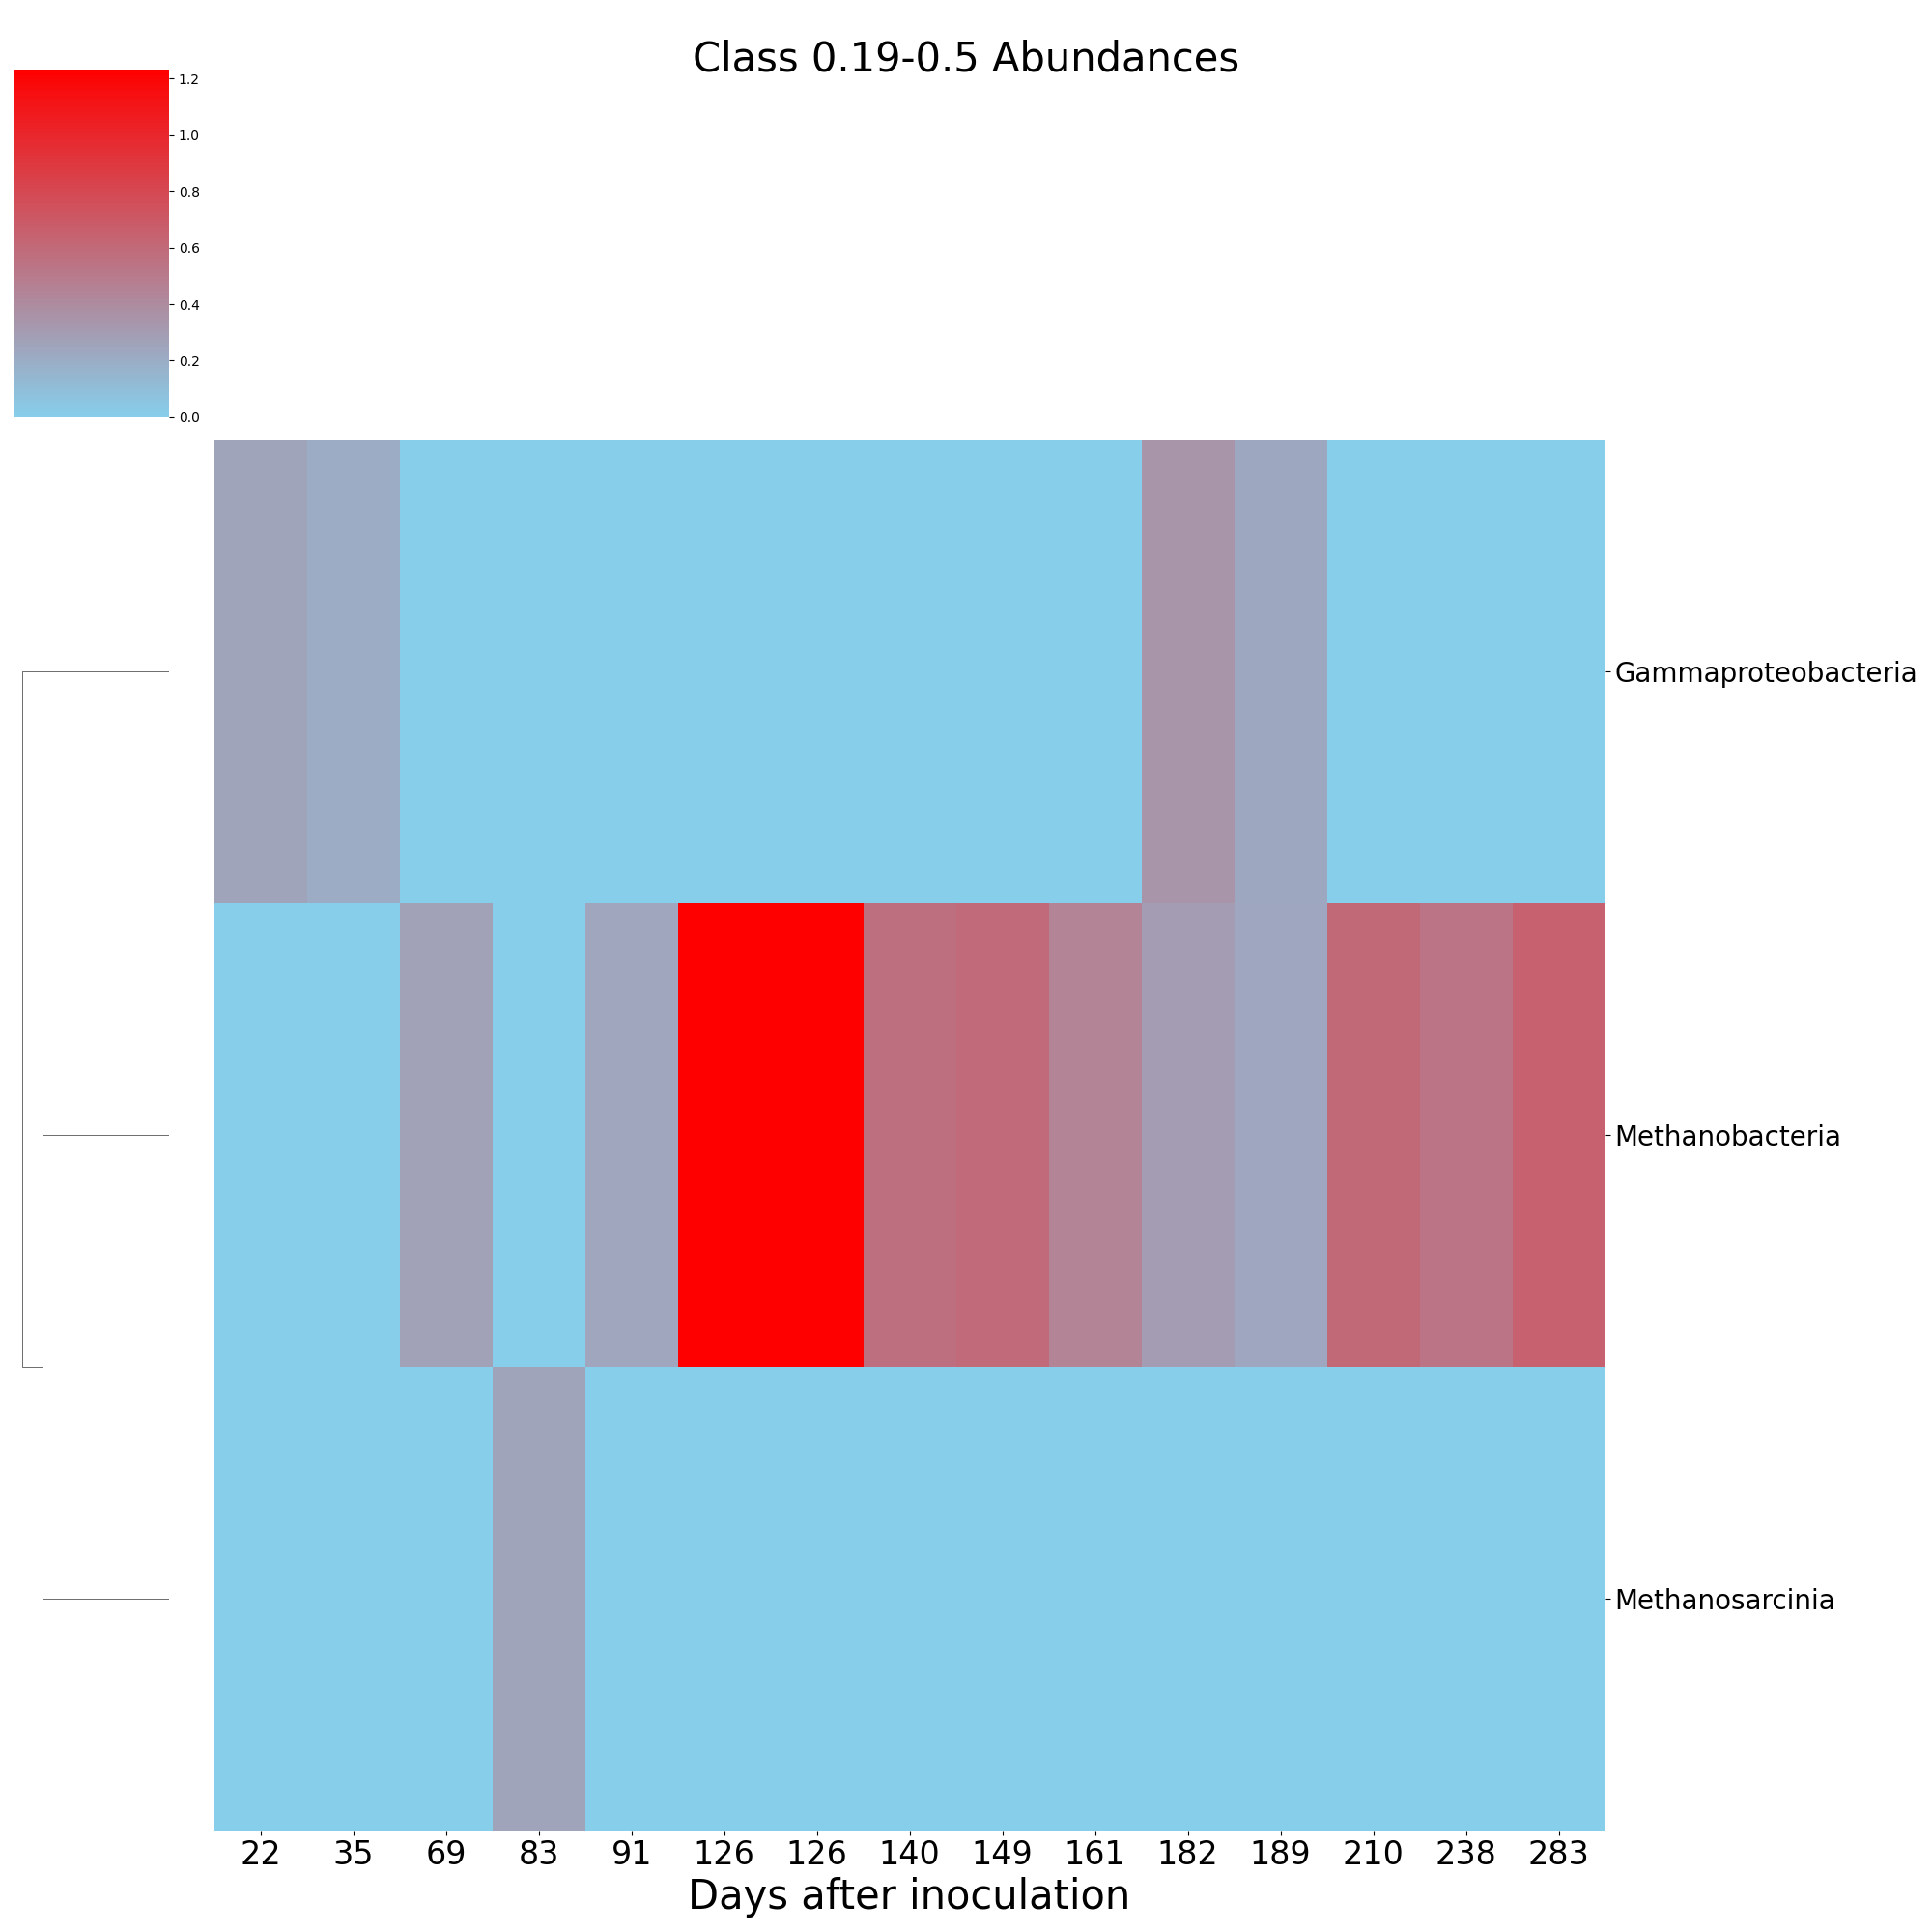 Class 0.19-0.5 Abundances
1.2
1.0
0.8
0.6
0.4
0.2
0.0
Gammaproteobacteria
Methanobacteria
Methanosarcinia
22 35 69 83 91 126 126 140 149 161 182 189 210 238 283
Days after inoculation